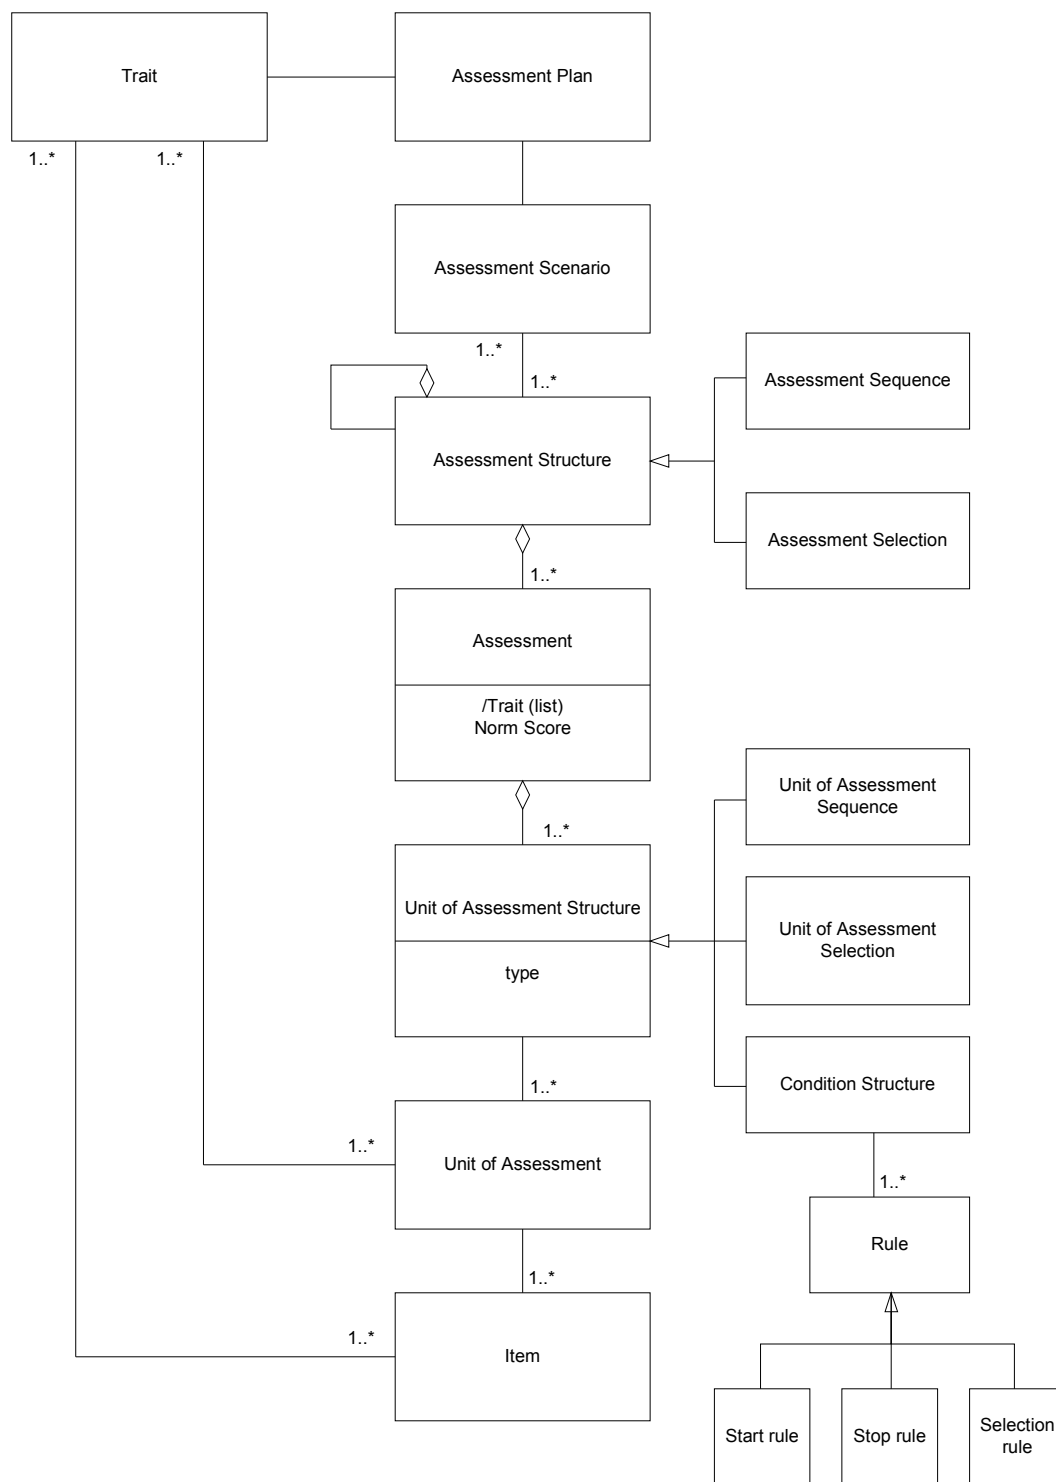 Trait
Assessment Plan
1..*
1..*
Assessment Scenario
1..*
1..*
Assessment Sequence
Assessment Structure
Assessment Selection
1..*
Assessment
/Trait (list)
Norm Score
1..*
Unit of Assessment
Sequence
Unit of Assessment Structure
type
Unit of Assessment
Selection
Condition Structure
1..*
1..*
Unit of Assessment
1..*
Rule
1..*
1..*
Item
Start rule
Stop rule
Selection
rule